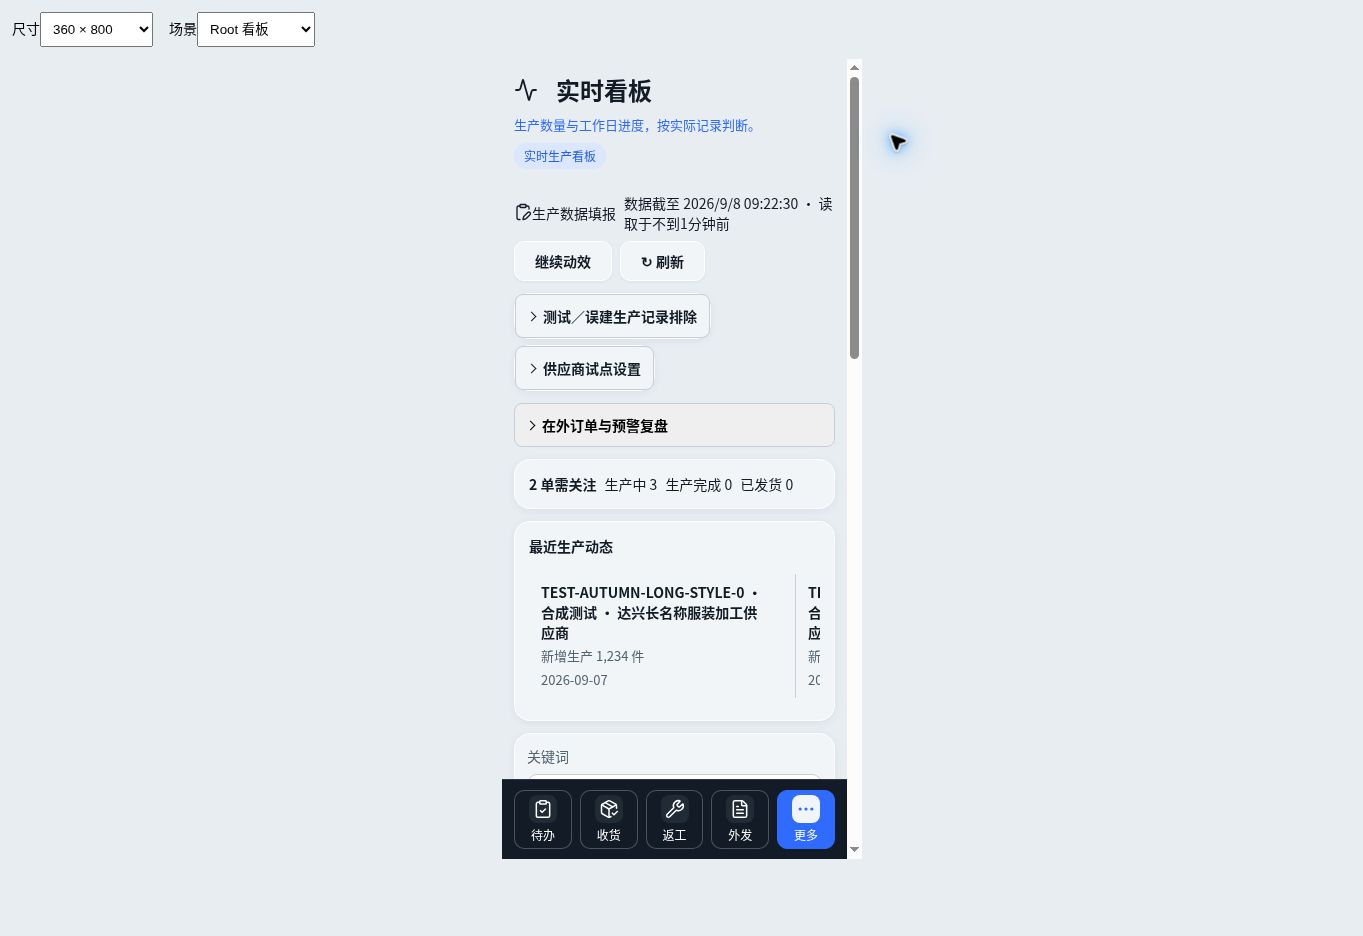 尺寸 360 × 800 场景 Root 看板
实时看板
生产数量与工作日进度，按实际记录判断。
实时生产看板
生产数据填报
数据截至 2026/9/8 09:22:30 · 读
取于不到1分钟前
继续动效 ↻ 刷新
测试／误建生产记录排除
供应商试点设置
在外订单与预警复盘
2 单需关注 生产中 3 生产完成 0 已发货 0
最近生产动态
TEST-AUTUMN-LONG-STYLE-0 ·
合成测试 · 达兴长名称服装加工供
应商
新增生产 1,234 件
2026-09-07
合
应
新
关键词
待办 收货 返工 外发 更多